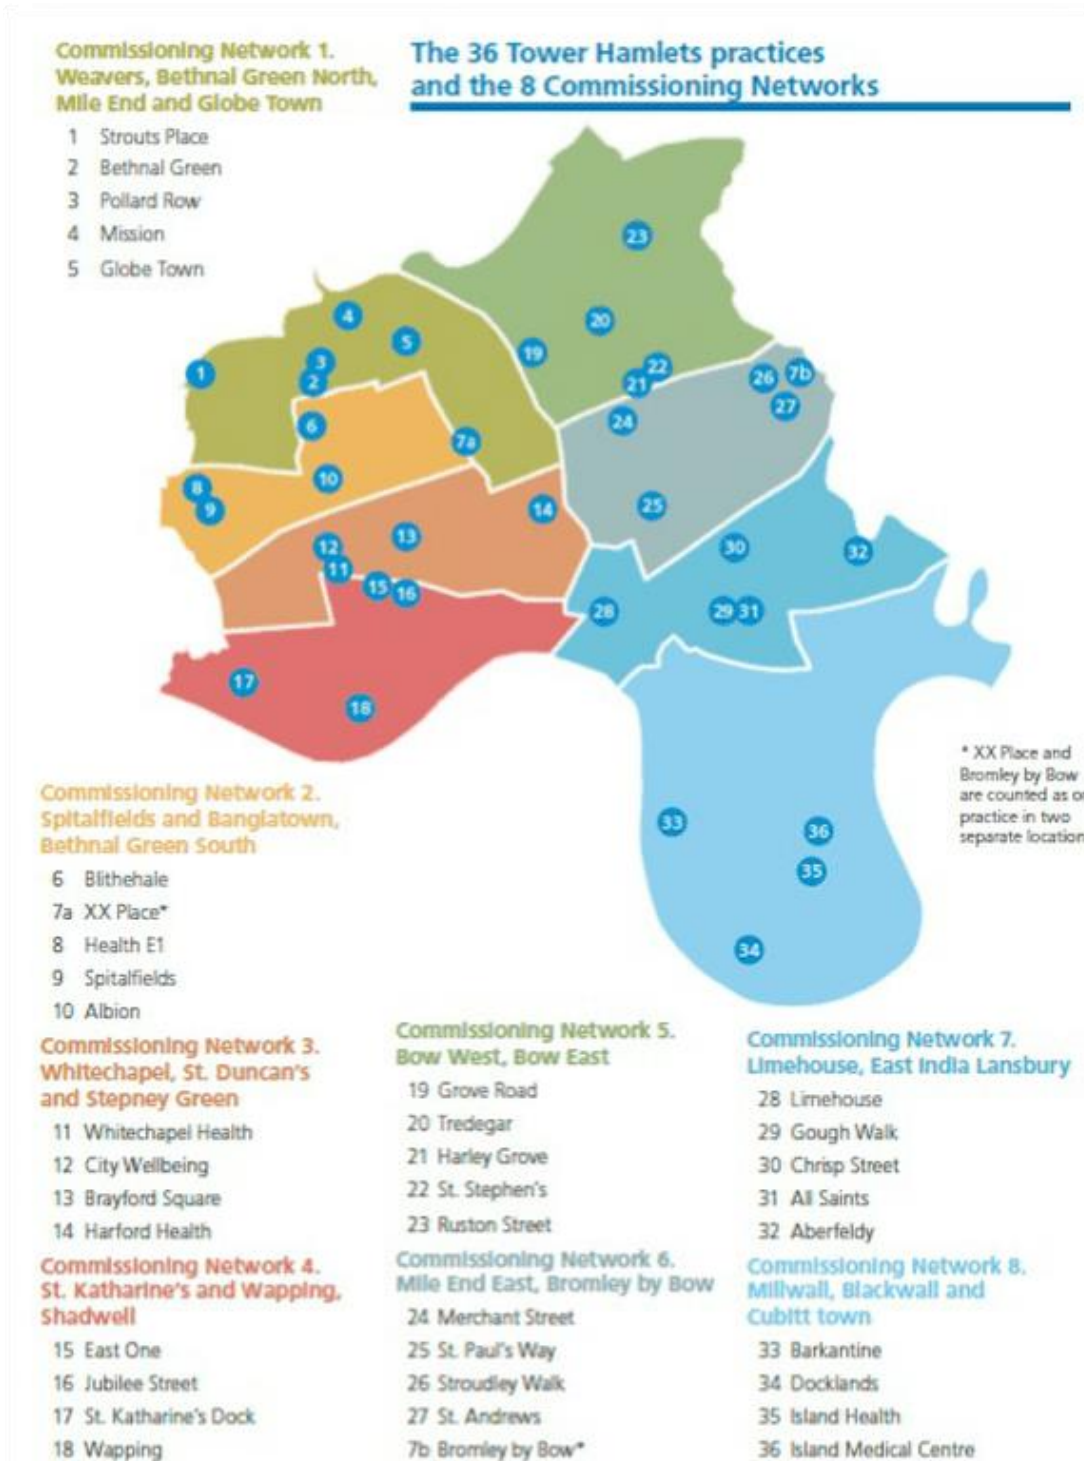 Commissioning Network 1.
Weavers, Bethnal Green North,
Mile End and Globe Town
1 Strouts Place
2 Bethnal Green
3 Pollard Row
4 Mission
5 Globe Town
The 36 Tower Hamlets practices
and the 8 Commissioning Networks
23
4
20
5
19
3
22
1
2
21
26
7b
27
6
24
7a
10
8
9
25
14
13
12
30
32
11
15
16
28
29
31
17
18
33
36
35
34
* XX Place and
Bromley by Bow
are counted as
practice in two
separate location
Commissioning Network 2.
Spitalfields and Banglatown,
Bethnal Green South
6 Blithehale
7a XX Place*
8 Health E1
9 Spitalfields
10 Albion
Commissioning Network 3.
Whitechapel, St. Duncan's
and Stepney Green
11 Whitechapel Health
12 City Wellbeing
13 Brayford Square
14 Harford Health
Commissioning Network 4.
St. Katharine's and Wapping,
Shadwell
15 East One
16 Jubilee Street
17 St. Katharine's Dock
18 Wapping
Commissioning Network 5.
Bow West, Bow East
19 Grove Road
20 Tredegar
21 Harley Grove
22 St. Stephen's
23 Ruston Street
Commissioning Network 6.
Mile End East, Bromley by Bow
24 Merchant Street
25 St. Paul's Way
26 Stroudley Walk
27 St. Andrews
7b Bromley by Bow*
Commissioning Network 7.
Limehouse, East India Lansbury
28 Limehouse
29 Gough Walk
30 Chrisp Street
31 All Saints
32 Aberfeldy
Commissioning Network 8.
Millwall, Blackwall and
Cubitt town
33 Barkantine
34 Docklands
35 Island Health
36 Island Medical Centre